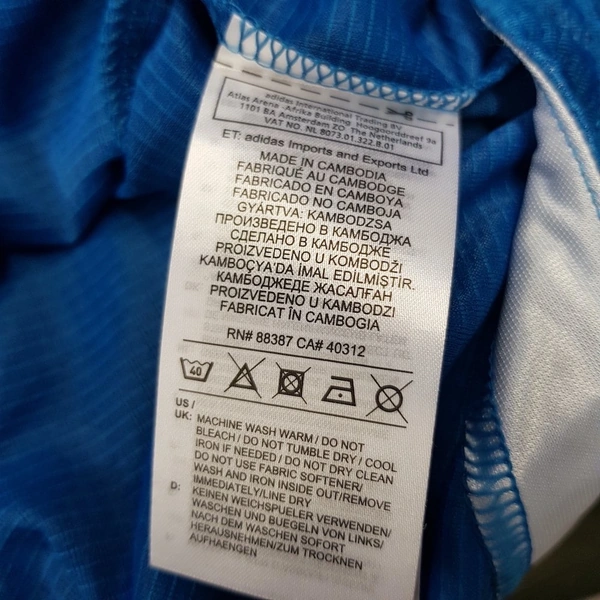 adidas International Trading BV
Atlas Arena -Afrika Building Hoogoorddreef 9a
1101 BA Amsterdam ZO The Netherlands
VAT NO. NL 8073.01.322.B.01
ET: adidas Imports and Exports Ltd
MADE IN CAMBODIA
FABRIQUÉ AU CAMBODGE
FABRICADO EN CAMBOYA
FABRICADO NO CAMBOJA
GYÁRTVA: KAMBODZSA
ПРОИЗВЕДЕНО В КАМБОДЖА
СДЕЛАНО В КАМБОДЖЕ
PROIZVEDENO U KOMBODŽI
KAMBOÇYA'DA İMAL EDİLMİŞTİR.
КАМБОДЖЕДЕ ЖАСАЛҒАН
PROIZVEDENO U KAMBODZI
FABRICAT ÎN CAMBOGIA
RN# 88387 CA# 40312
40
US /
UK: MACHINE WASH WARM / DO NOT
BLEACH / DO NOT TUMBLE DRY / COOL
IRON IF NEEDED / DO NOT DRY CLEAN
DO NOT USE FABRIC SOFTENER/
WASH AND IRON INSIDE OUT/REMOVE
IMMEDIATELY/LINE DRY
D: KEINEN WEICHSPUELER VERWENDEN/
WASCHEN UND BUEGELN VON LINKS/
NACH DEM WASCHEN SOFORT
HERAUSNEHMEN/ZUM TROCKNEN
AUFHAENGEN